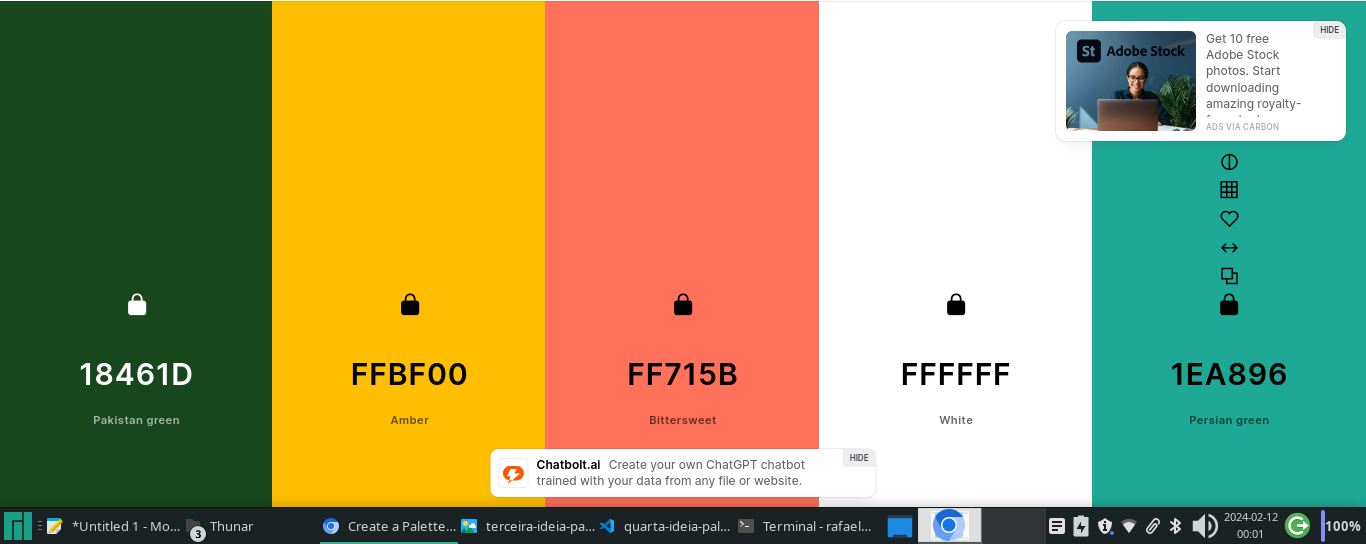 HIDE
St Adobe Stock
Get 10 free
Adobe Stock
photos. Start
downloading
amazing royalty-
ADS VIA CARBON
18461D
FFBF00
FF715B
FFFFFF
1EA896
Pakistan green
Amber
Bittersweet
White
Persian green
HIDE
Chatbolt.ai Create your own ChatGPT chatbot
trained with your data from any file or website.
*Untitled 1 - Mo...
3
Thunar
Create a Palette...
terceira-ideia-pa...
quarta-ideia-pal...
Terminal - rafael...
2024-02-12
00:01
100%